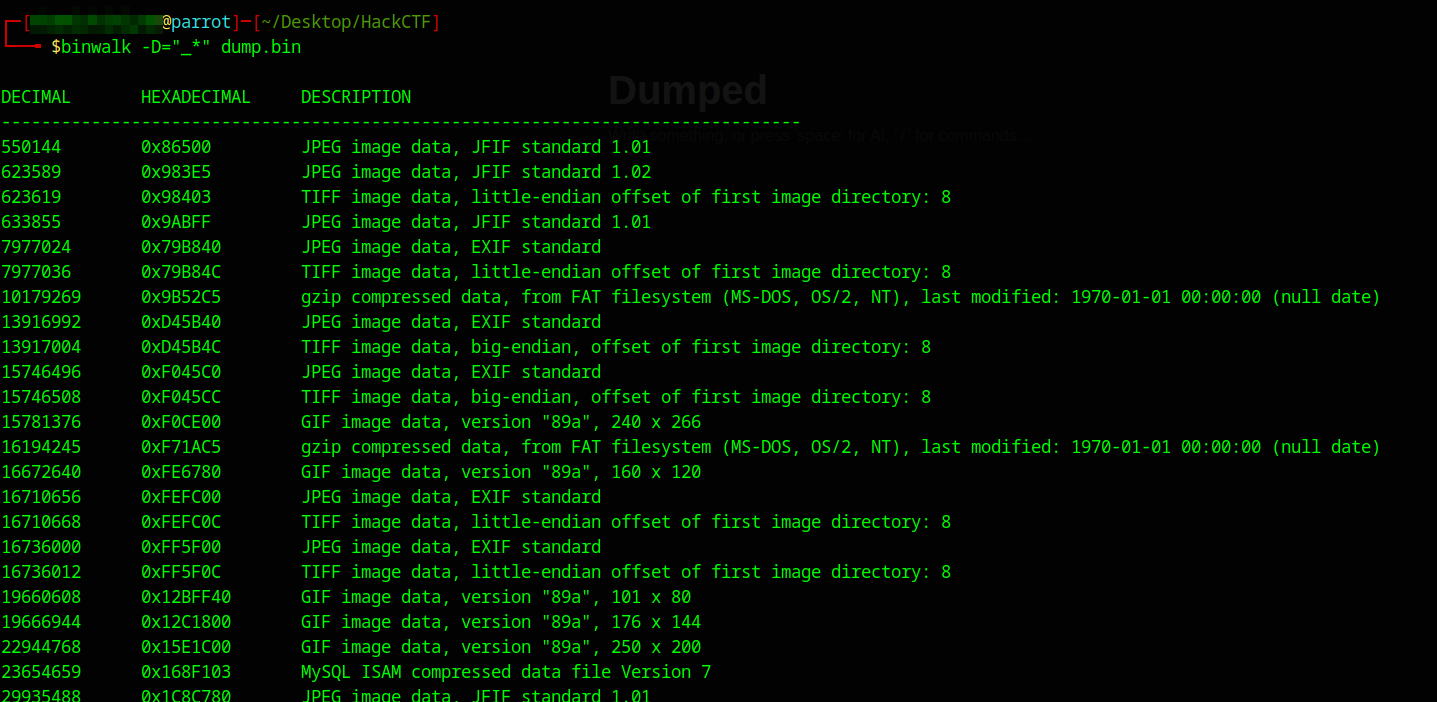 @parrot]─[~/Desktop/HackCTF]
$binwalk -D="_*" dump.bin
Dumped
DECIMAL HEXADECIMAL DESCRIPTION
--------------------------------------------------------------------------------
something, or press 'space' for AI, '/' for commands...
550144 0x86500 JPEG image data, JFIF standard 1.01
623589 0x983E5 JPEG image data, JFIF standard 1.02
623619 0x98403 TIFF image data, little-endian offset of first image directory: 8
633855 0x9ABFF JPEG image data, JFIF standard 1.01
7977024 0x79B840 JPEG image data, EXIF standard
7977036 0x79B84C TIFF image data, little-endian offset of first image directory: 8
10179269 0x9B52C5 gzip compressed data, from FAT filesystem (MS-DOS, OS/2, NT), last modified: 1970-01-01 00:00:00 (null date)
13916992 0xD45B40 JPEG image data, EXIF standard
13917004 0xD45B4C TIFF image data, big-endian, offset of first image directory: 8
15746496 0xF045C0 JPEG image data, EXIF standard
15746508 0xF045CC TIFF image data, big-endian, offset of first image directory: 8
15781376 0xF0CE00 GIF image data, version "89a", 240 x 266
16194245 0xF71AC5 gzip compressed data, from FAT filesystem (MS-DOS, OS/2, NT), last modified: 1970-01-01 00:00:00 (null date)
16672640 0xFE6780 GIF image data, version "89a", 160 x 120
16710656 0xFEFC00 JPEG image data, EXIF standard
16710668 0xFEFC0C TIFF image data, little-endian offset of first image directory: 8
16736000 0xFF5F00 JPEG image data, EXIF standard
16736012 0xFF5F0C TIFF image data, little-endian offset of first image directory: 8
19660608 0x12BFF40 GIF image data, version "89a", 101 x 80
19666944 0x12C1800 GIF image data, version "89a", 176 x 144
22944768 0x15E1C00 GIF image data, version "89a", 250 x 200
23654659 0x168F103 MySQL ISAM compressed data file Version 7
29935488 0x1C8C780 JPEG image data, JFIF standard 1.01